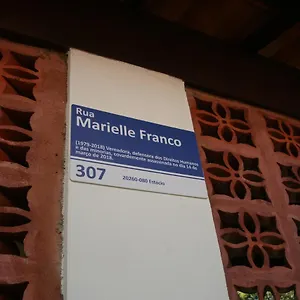 Rua
Marielle Franco
(1979-2018) Vereadora, defensora dos Direitos Humanos
e das minorias, covardemente assassinada no dia 14 de
março de 2018.
307
20260-080 Estácio